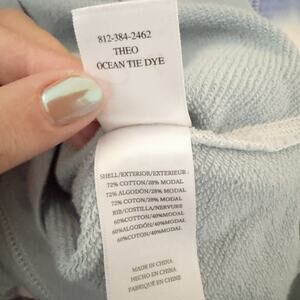 812-384-2462
THEO
OCEAN TIE DYE
SHELL/EXTERIOR/EXTERIEUR:
72% COTTON/28% MODAL
72% ALGODÓN/28% MODAL
72% COTON/28% MODAL
RIB/COSTILLA/NERVURE
60%COTTON/40%MODAL
60%ALGODÓN/40%MODAL
60%COTON/40%MODAL
MADE IN CHINA
HECHO EN CHINA
FABRIQUÉ EN CHINE